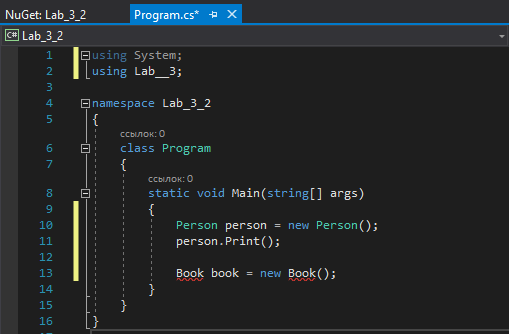 NuGet: Lab_3_2 Program.cs*
C# Lab_3_2
1 using System;
2 using Lab__3;
3
4 namespace Lab_3_2
5 {
ссылок: 0
6 class Program
7 {
ссылок: 0
8 static void Main(string[] args)
9 {
10 Person person = new Person();
11 person.Print();
12
13 Book book = new Book();
14 }
15 }
16 }